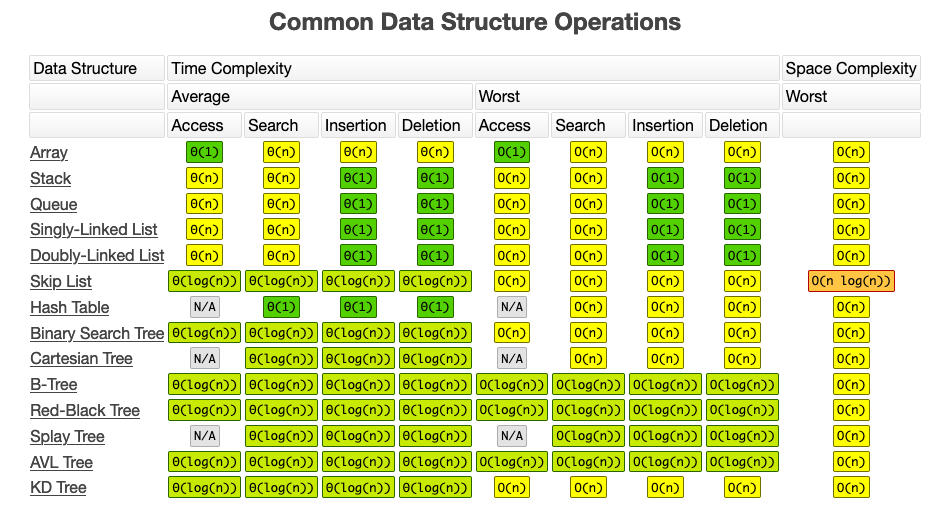 Common Data Structure Operations
Data Structure Time Complexity Space Complexity
Average Worst Worst
Access Search Insertion Deletion Access Search Insertion Deletion
Array Θ(1) Θ(n) Θ(n) Θ(n) O(1) O(n) O(n) O(n) O(n)
Stack Θ(n) Θ(n) Θ(1) Θ(1) O(n) O(n) O(1) O(1) O(n)
Queue Θ(n) Θ(n) Θ(1) Θ(1) O(n) O(n) O(1) O(1) O(n)
Singly-Linked List Θ(n) Θ(n) Θ(1) Θ(1) O(n) O(n) O(1) O(1) O(n)
Doubly-Linked List Θ(n) Θ(n) Θ(1) Θ(1) O(n) O(n) O(1) O(1) O(n)
Skip List Θ(log(n)) Θ(log(n)) Θ(log(n)) Θ(log(n)) O(n) O(n) O(n) O(n) O(n log(n))
Hash Table N/A Θ(1) Θ(1) Θ(1) N/A O(n) O(n) O(n) O(n)
Binary Search Tree Θ(log(n)) Θ(log(n)) Θ(log(n)) Θ(log(n)) O(n) O(n) O(n) O(n) O(n)
Cartesian Tree N/A Θ(log(n)) Θ(log(n)) Θ(log(n)) N/A O(n) O(n) O(n) O(n)
B-Tree Θ(log(n)) Θ(log(n)) Θ(log(n)) Θ(log(n)) O(log(n)) O(log(n)) O(log(n)) O(log(n)) O(n)
Red-Black Tree Θ(log(n)) Θ(log(n)) Θ(log(n)) Θ(log(n)) O(log(n)) O(log(n)) O(log(n)) O(log(n)) O(n)
Splay Tree N/A Θ(log(n)) Θ(log(n)) Θ(log(n)) N/A O(log(n)) O(log(n)) O(log(n)) O(n)
AVL Tree Θ(log(n)) Θ(log(n)) Θ(log(n)) Θ(log(n)) O(log(n)) O(log(n)) O(log(n)) O(log(n)) O(n)
KD Tree Θ(log(n)) Θ(log(n)) Θ(log(n)) Θ(log(n)) O(n) O(n) O(n) O(n) O(n)